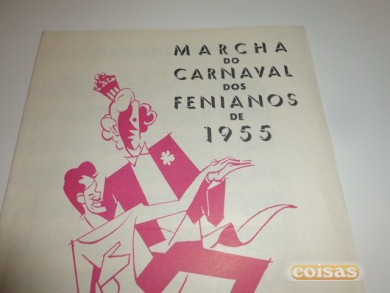 MARCHA
DO
CARNAVAL
DOS
FENIANOS
DE
1955
coisas